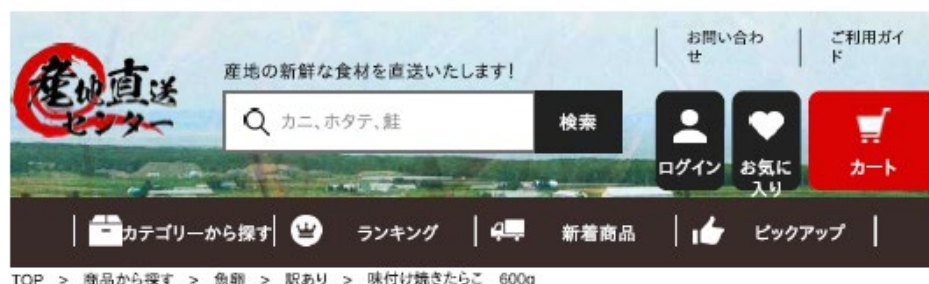 お問い合わ
せ
ご利用ガイ
ド
産地直送
センター
産地の新鮮な食材を直送いたします!
カニ、ホタテ、鮭
検索
ログイン
お気に
入り
カート
カテゴリーから探す
ランキング
新着商品
ピックアップ
TOP > 商品から探す > 魚卵 > 訳あり > 味付け焼きたらこ 600g